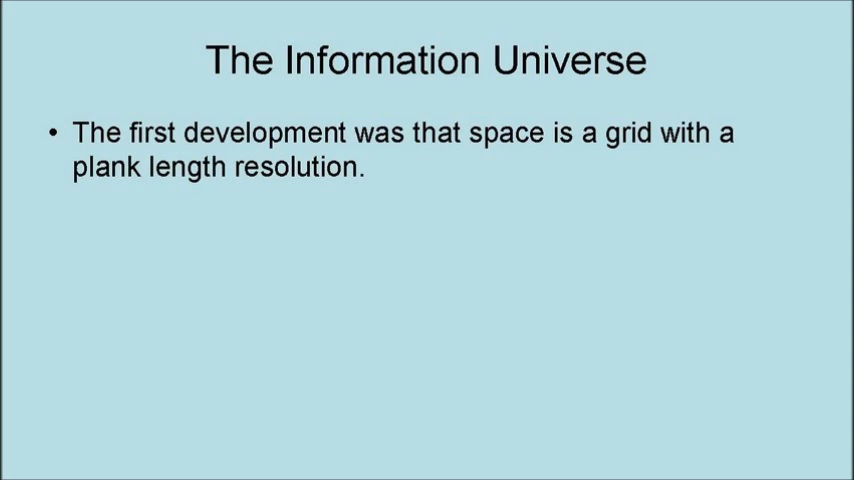 The Information Universe
• The first development was that space is a grid with a
plank length resolution.